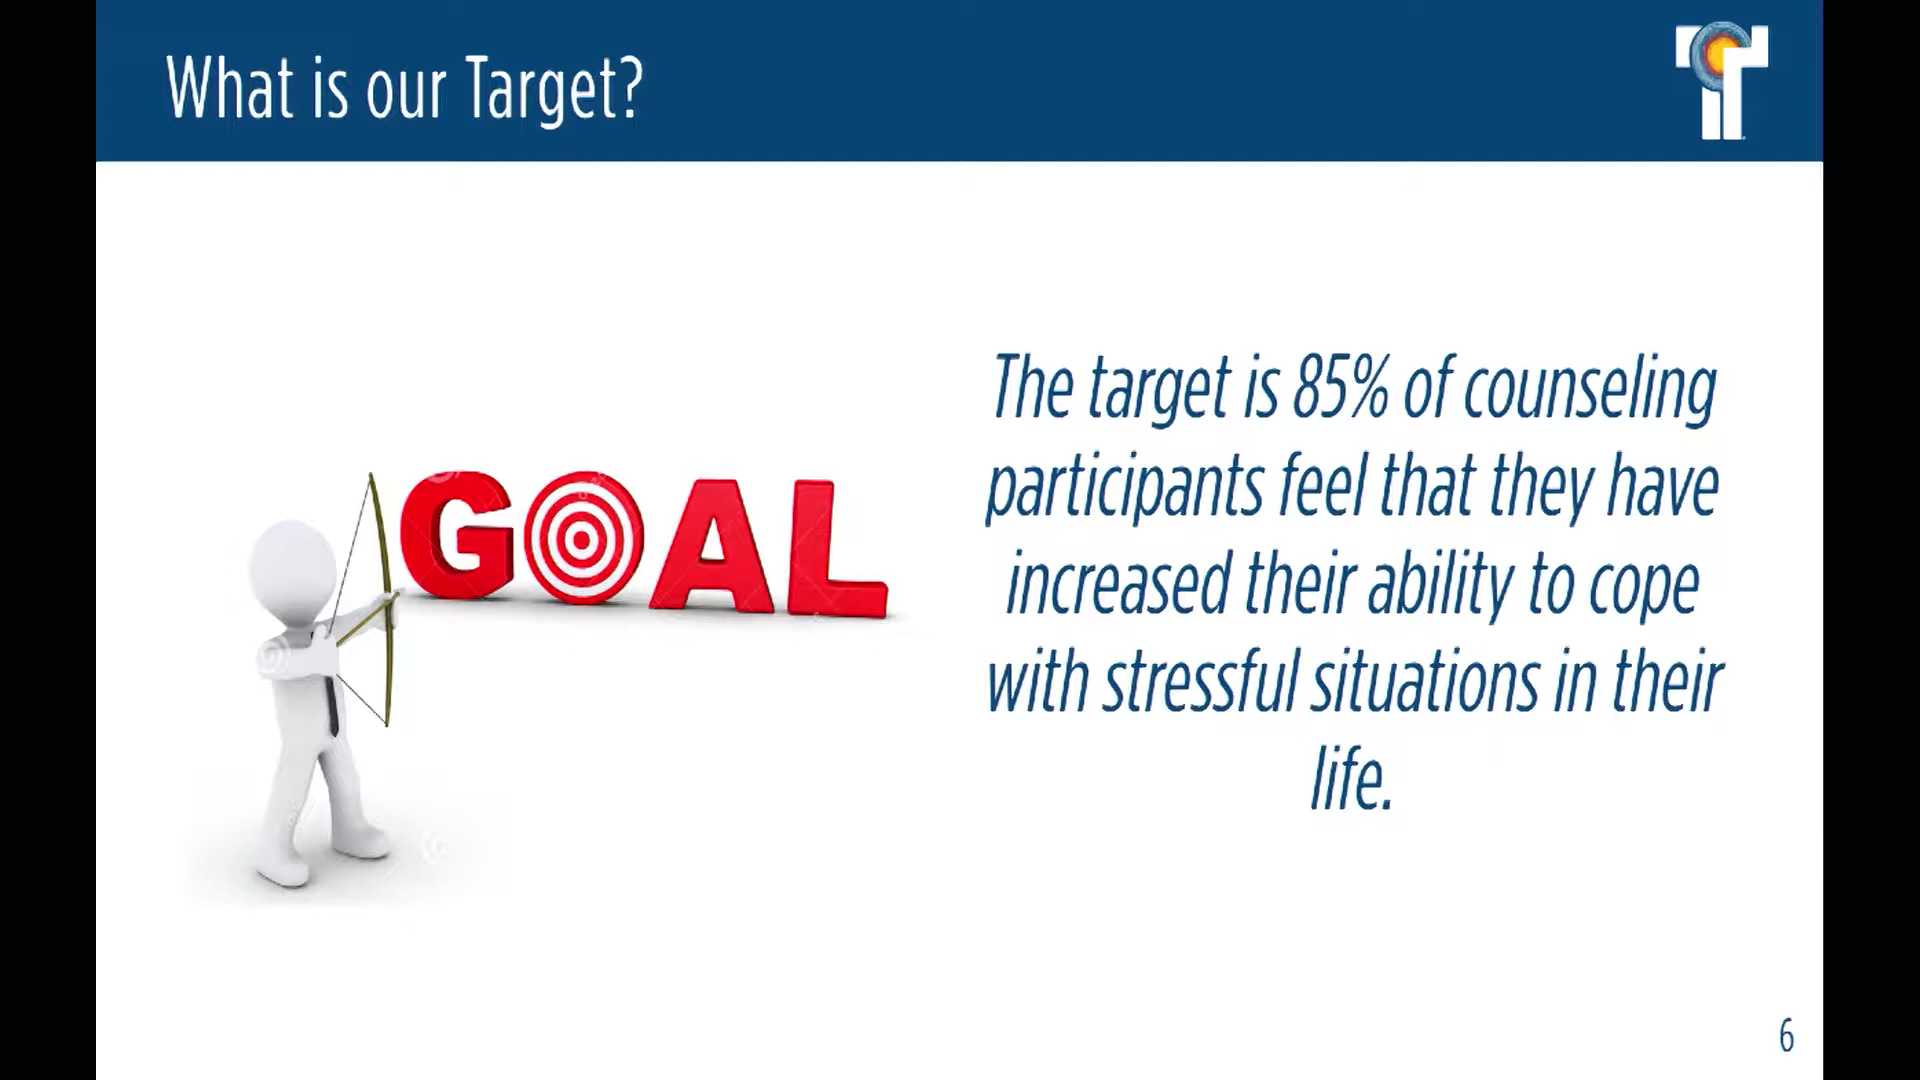 What is our Target?
GOAL
The target is 85% of counseling
participants feel that they have
increased their ability to cope
with stressful situations in their
life.
6